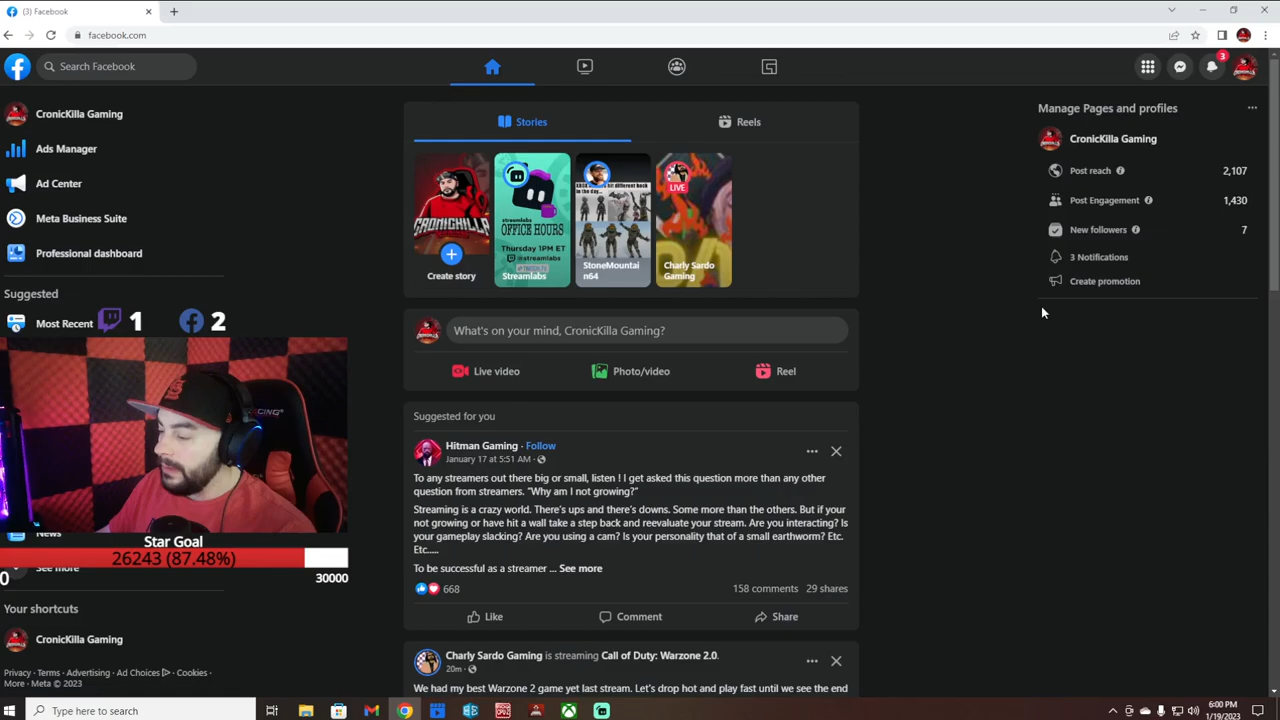 (3) Facebook
facebook.com
Search Facebook
3
CronicKilla Gaming
Ads Manager
Ad Center
Meta Business Suite
Professional dashboard
Suggested
Most Recent
1
2
News
Star Goal
26243 (87.48%)
0
30000
See more
Your shortcuts
CronicKilla Gaming
Privacy · Terms · Advertising · Ad Choices · Cookies ·
More · Meta © 2023
Stories
Reels
CRONICKILLA
Create story
streamlabs
OFFICE HOURS
Thursday 1PM ET
@streamlabs
Streamlabs
StoneMountai
n64
LIVE
Charly Sardo
Gaming
What's on your mind, CronicKilla Gaming?
Live video
Photo/video
Reel
Suggested for you
Hitman Gaming · Follow
January 17 at 5:51 AM ·
To any streamers out there big or small, listen ! I get asked this question more than any other
question from streamers. "Why am I not growing?"
Streaming is a crazy world. There's ups and there's downs. Some more than the others. But if your
not growing or have hit a wall take a step back and reevaluate your stream. Are you interacting? Is
your gameplay slacking? Are you using a cam? Is your personality that of a small earthworm? Etc.
Etc.....
To be successful as a streamer ... See more
668
158 comments 29 shares
Like
Comment
Share
Charly Sardo Gaming is streaming Call of Duty: Warzone 2.0.
20m ·
We had my best Warzone 2 game yet last stream. Let's drop hot and play fast until we see the end
Manage Pages and profiles
CronicKilla Gaming
Post reach 2,107
Post Engagement 1,430
New followers 7
3 Notifications
Create promotion
Type here to search
6:00 PM
1/19/2023